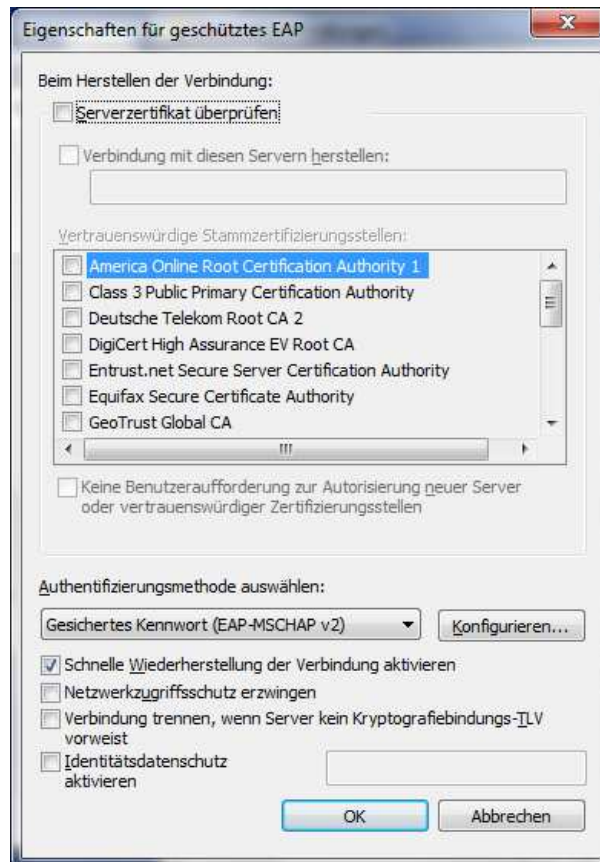 Eigenschaften für geschütztes EAP
Beim Herstellen der Verbindung:
Serverzertifikat überprüfen
Verbindung mit diesen Servern herstellen:
Vertrauenswürdige Stammzertifizierungsstellen:
America Online Root Certification Authority 1
Class 3 Public Primary Certification Authority
Deutsche Telekom Root CA 2
DigiCert High Assurance EV Root CA
Entrust.net Secure Server Certification Authority
Equifax Secure Certificate Authority
GeoTrust Global CA
Keine Benutzeraufforderung zur Autorisierung neuer Server
oder vertrauenswürdiger Zertifizierungsstellen
Authentifizierungsmethode auswählen:
Gesichertes Kennwort (EAP-MSCHAP v2) Konfigurieren...
Schnelle Wiederherstellung der Verbindung aktivieren
Netzwerkzugriffsschutz erzwingen
Verbindung trennen, wenn Server kein Kryptografiebindungs-TLV
vorweist
Identitätsdatenschutz
aktivieren
OK Abbrechen